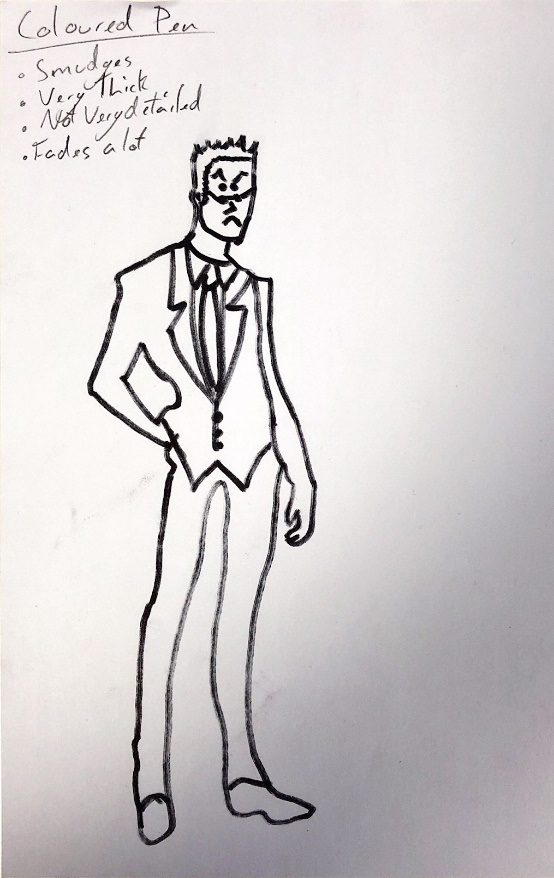 Coloured Pen
• Smudges
• Very Thick
• Not Very detailed
• Fades a lot